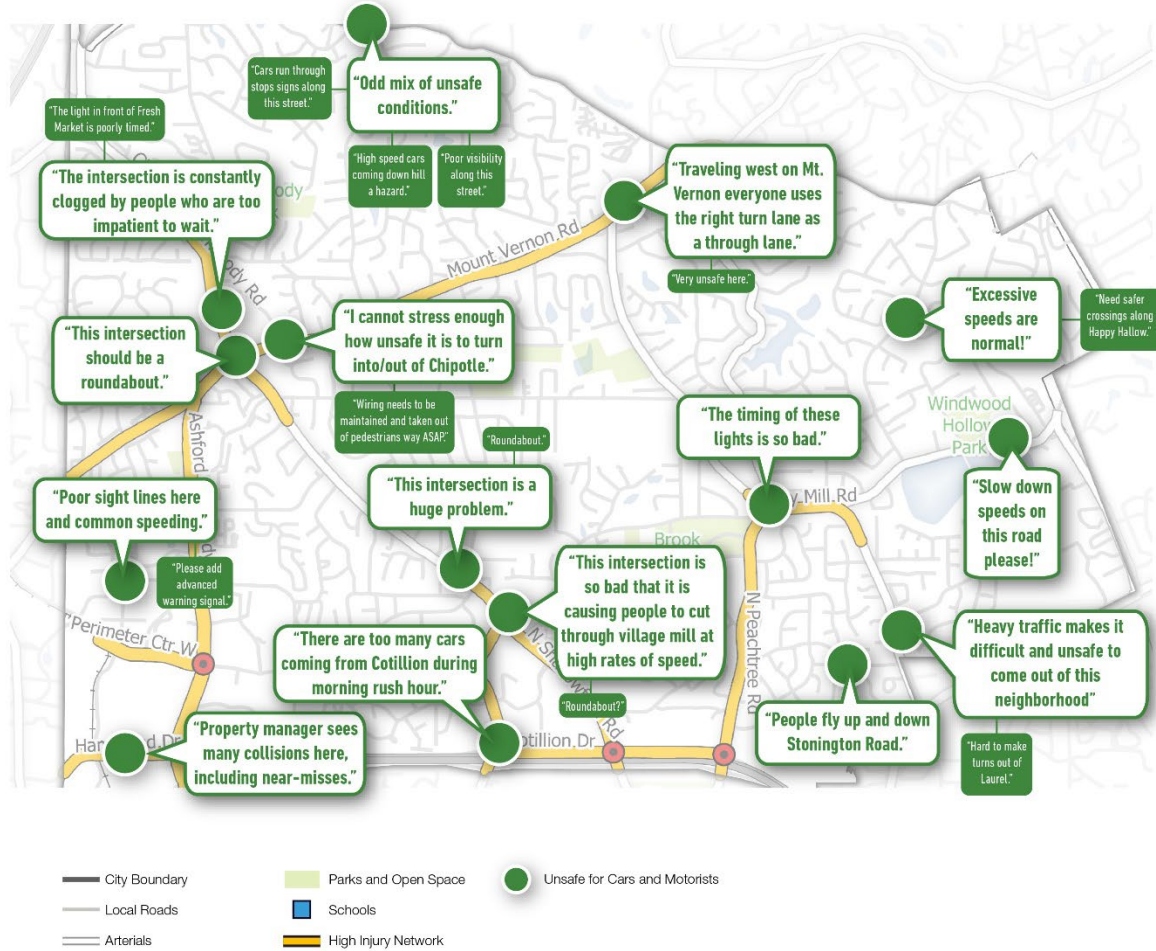 “Cars run through
stops signs along
this street.”
“Odd mix of unsafe
conditions.”
“The light in front of Fresh
Market is poorly timed.”
“High speed cars
coming down hill
a hazard.”
“Poor visibility
along this
street.”
“The intersection is constantly
clogged by people who are too
impatient to wait.”
“Traveling west on Mt.
Vernon everyone uses
the right turn lane as
a through lane.”
“Very unsafe here.”
Mount Vernon Rd
ody Rd
“This intersection
should be a
roundabout.”
“I cannot stress enough
how unsafe it is to turn
into/out of Chipotle.”
“Wiring needs to be
maintained and taken out
of pedestrians way ASAP.”
“Excessive
speeds are
normal!”
“Need safer
crossings along
Happy Hallow.”
Ashford
“Roundabout.”
“This intersection is a
huge problem.”
“The timing of these
lights is so bad.”
Windwood
Hollow
Park
“Slow down
speeds on
this road
please!”
“Poor sight lines here
and common speeding.”
“Please add
advanced
warning signal.”
Mill Rd
Brook
“This intersection is
so bad that it is
causing people to cut
through village mill at
high rates of speed.”
“Roundabout?”
Perimeter Ctr W
“There are too many cars
coming from Cotillion during
morning rush hour.”
N Peachtree Rd
N Sh Rd
“Heavy traffic makes it
difficult and unsafe to
come out of this
neighborhood”
“People fly up and down
Stonington Road.”
“Hard to make
turns out of
Laurel.”
“Property manager sees
many collisions here,
including near-misses.”
otillion Dr
City Boundary
Local Roads
Arterials
Parks and Open Space
Schools
High Injury Network
Unsafe for Cars and Motorists